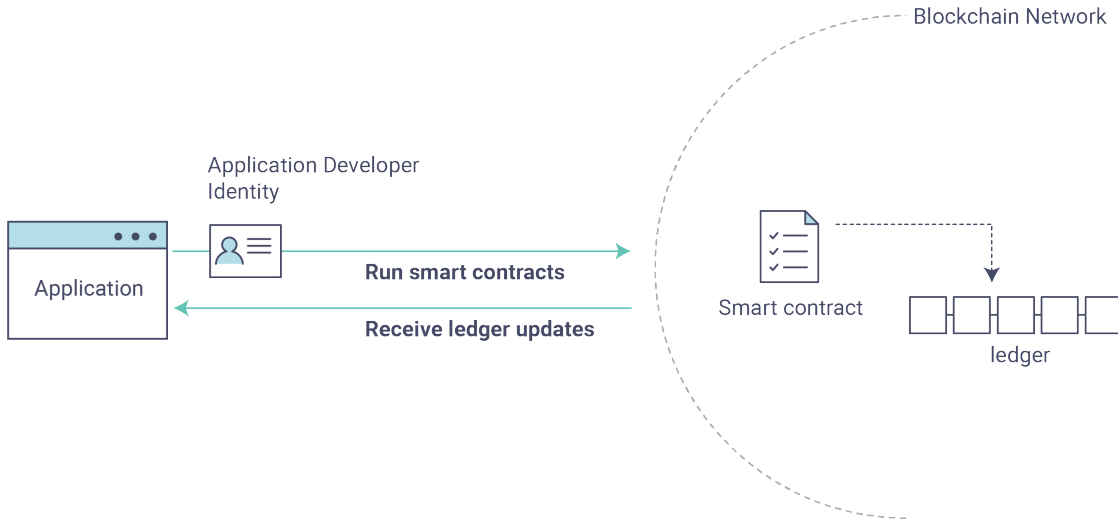 Blockchain Network
Application Developer
Identity
Application
Run smart contracts
Receive ledger updates
Smart contract
ledger